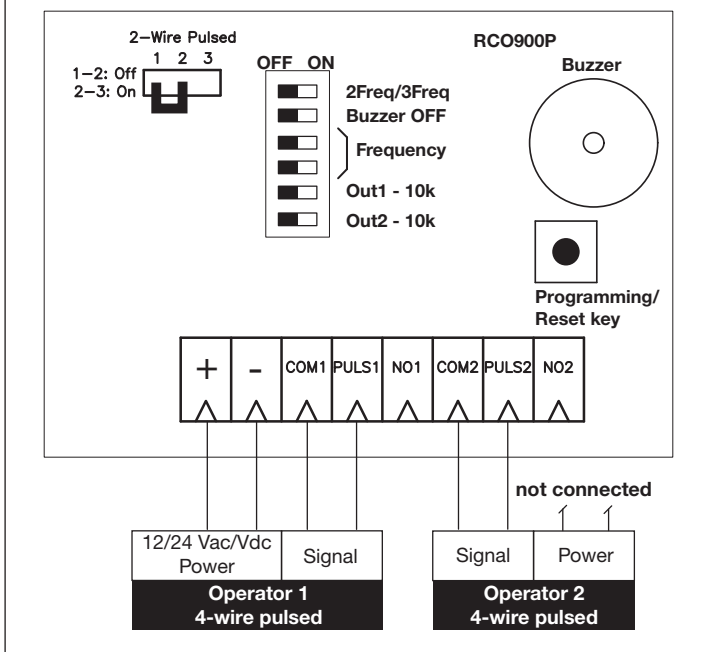 2-Wire Pulsed
1 2 3
1-2: Off
2-3: On
OFF ON
2Freq/3Freq
Buzzer OFF
Frequency
Out1 - 10k
Out2 - 10k
RCO900P
Buzzer
Programming/
Reset key
+ - COM1 PULS1 NO1 COM2 PULS2 NO2
not connected
12/24 Vac/Vdc
Power
Signal
Operator 1
4-wire pulsed
Signal
Power
Operator 2
4-wire pulsed